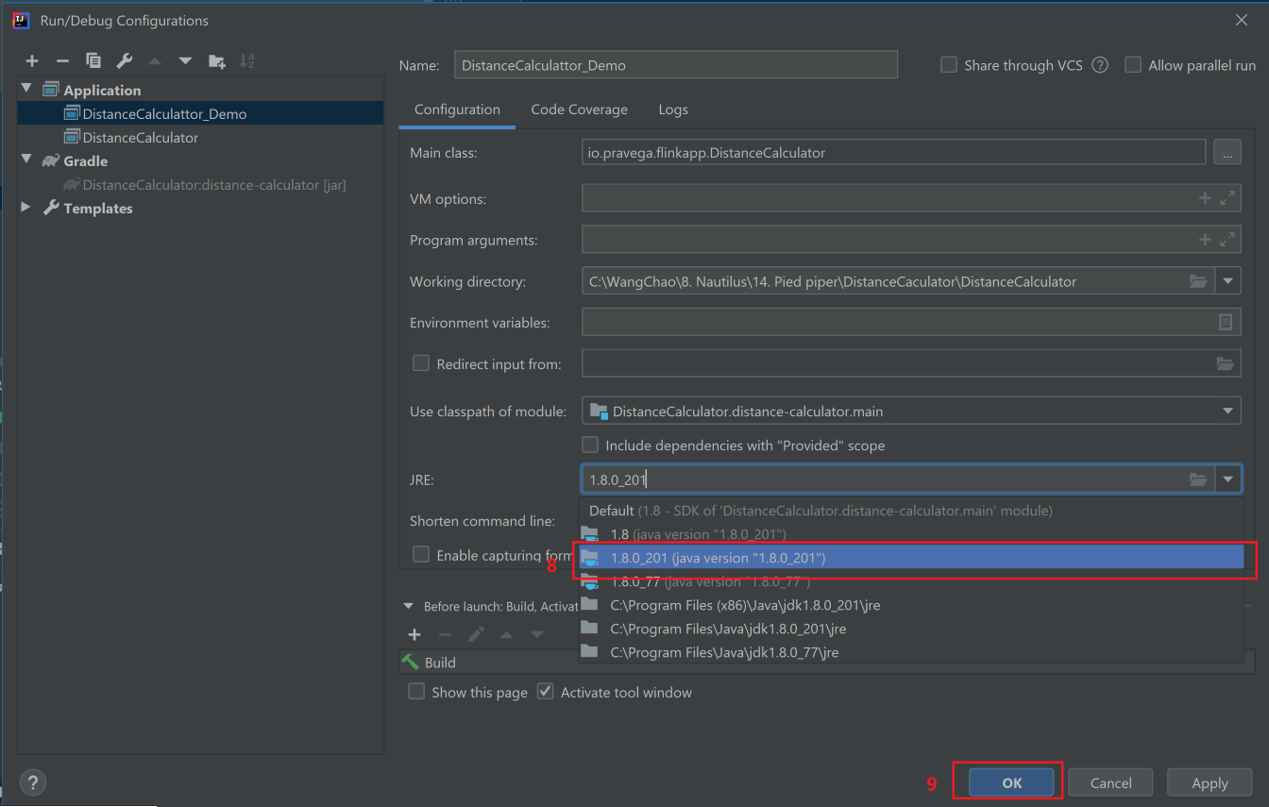 Run/Debug Configurations
Application
DistanceCalculattor_Demo
DistanceCalculator
Gradle
DistanceCalculator:distance-calculator [jar]
Templates
Name: DistanceCalculattor_Demo
Share through VCS
Allow parallel run
Configuration Code Coverage Logs
Main class: io.pravega.flinkapp.DistanceCalculator ...
VM options:
Program arguments:
Working directory: C:\WangChao\8. Nautilus\14. Pied piper\DistanceCaculator\DistanceCalculator
Environment variables:
Redirect input from:
Use classpath of module: DistanceCalculator.distance-calculator.main
Include dependencies with "Provided" scope
JRE: 1.8.0_201
Default (1.8 - SDK of 'DistanceCalculator.distance-calculator.main' module)
Shorten command line:
1.8 (java version "1.8.0_201")
Enable capturing form
8
1.8.0_201 (java version "1.8.0_201")
1.8.0_77 (java version "1.8.0_77")
Before launch: Build, Activat
C:\Program Files (x86)\Java\jdk1.8.0_201\jre
C:\Program Files\Java\jdk1.8.0_201\jre
C:\Program Files\Java\jdk1.8.0_77\jre
Build
Show this page Activate tool window
?
9
OK Cancel Apply